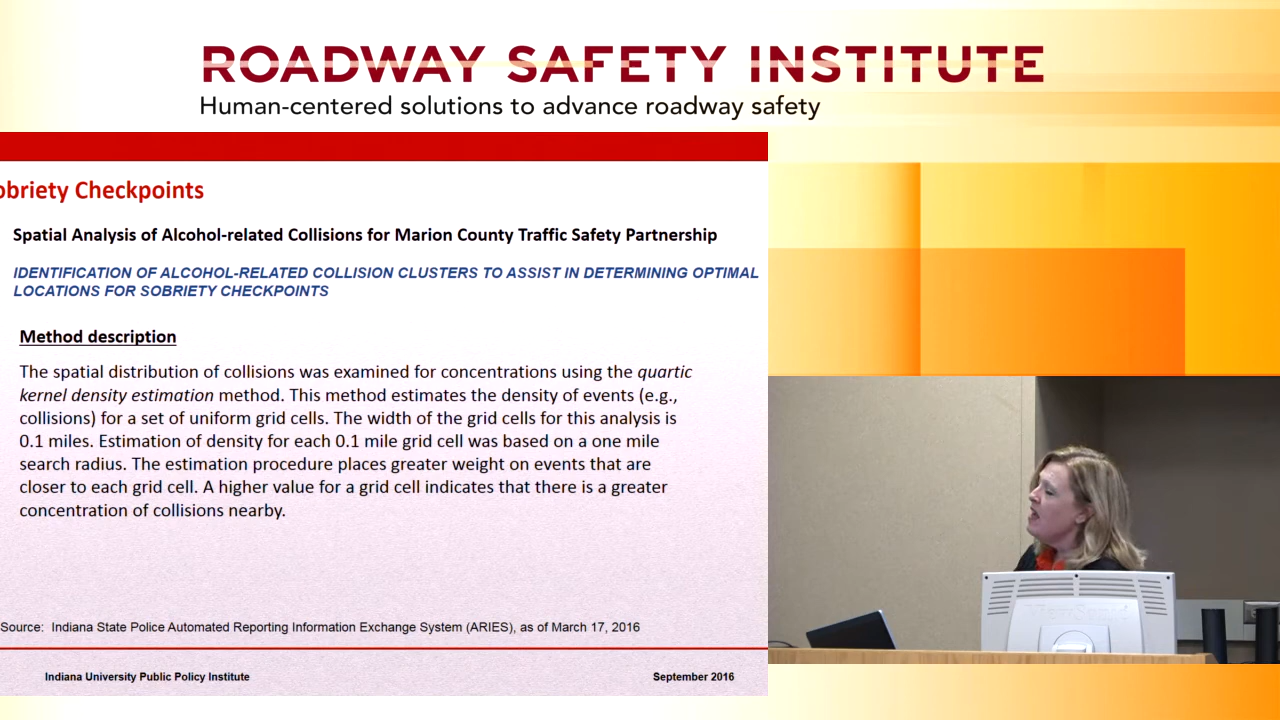 ROADWAY SAFETY INSTITUTE
Human-centered solutions to advance roadway safety
obriety Checkpoints
Spatial Analysis of Alcohol-related Collisions for Marion County Traffic Safety Partnership
IDENTIFICATION OF ALCOHOL-RELATED COLLISION CLUSTERS TO ASSIST IN DETERMINING OPTIMAL
LOCATIONS FOR SOBRIETY CHECKPOINTS
Method description
The spatial distribution of collisions was examined for concentrations using the quartic
kernel density estimation method. This method estimates the density of events (e.g.,
collisions) for a set of uniform grid cells. The width of the grid cells for this analysis is
0.1 miles. Estimation of density for each 0.1 mile grid cell was based on a one mile
search radius. The estimation procedure places greater weight on events that are
closer to each grid cell. A higher value for a grid cell indicates that there is a greater
concentration of collisions nearby.
Source: Indiana State Police Automated Reporting Information Exchange System (ARIES), as of March 17, 2016
Indiana University Public Policy Institute
September 2016